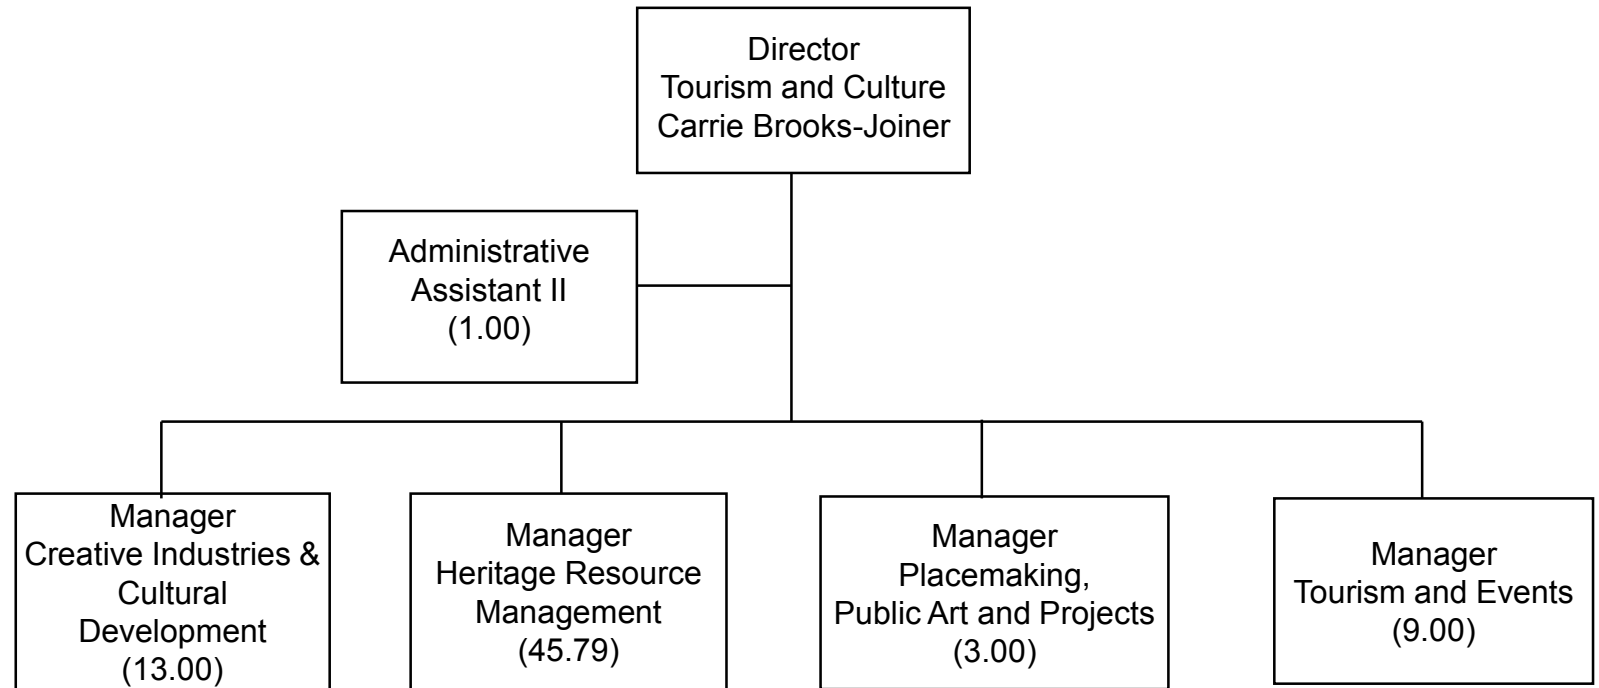 Director
Tourism and Culture
Carrie Brooks-Joiner
Administrative
Assistant II
(1.00)
Manager
Creative Industries &
Cultural
Development
(13.00)
Manager
Heritage Resource
Management
(45.79)
Manager
Placemaking,
Public Art and Projects
(3.00)
Manager
Tourism and Events
(9.00)